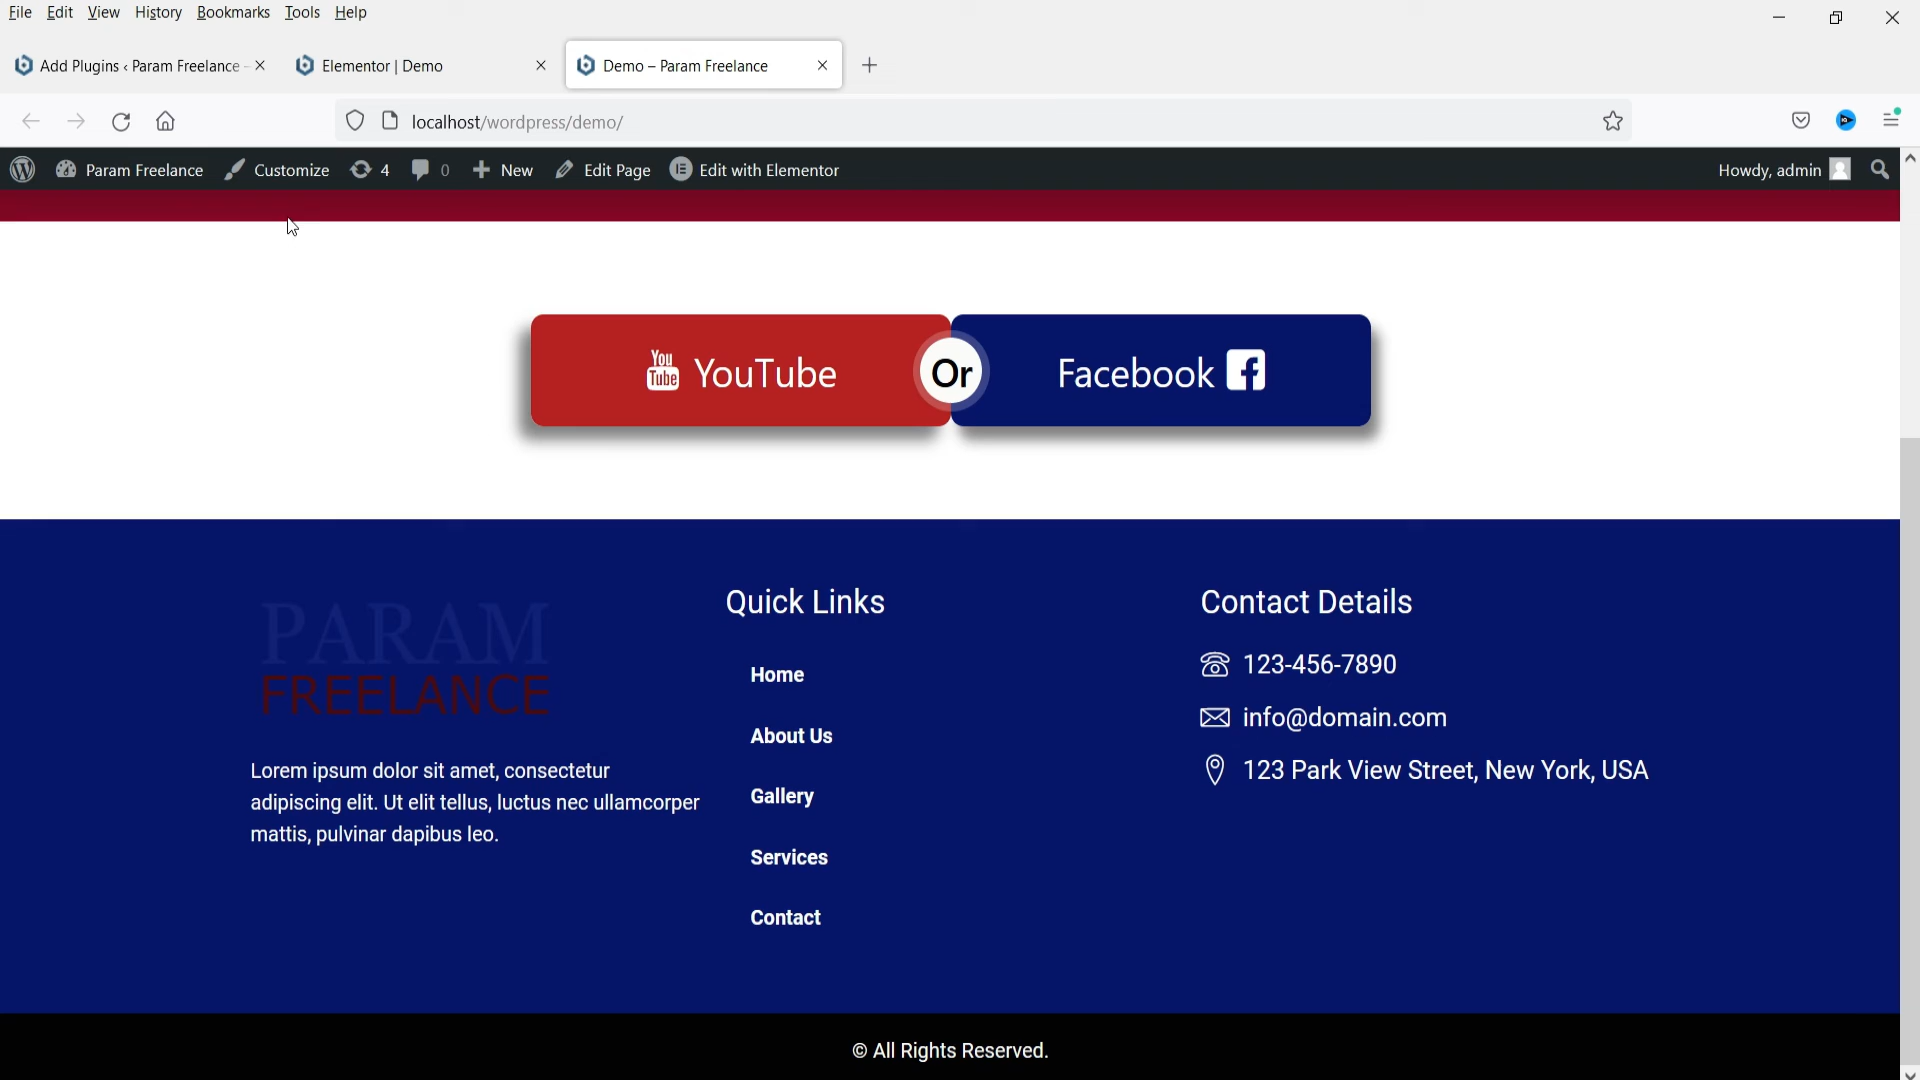 File Edit View History Bookmarks Tools Help
Add Plugins ‹ Param Freelance - Elementor | Demo Demo – Param Freelance
localhost/wordpress/demo/
Param Freelance Customize 4 0 New Edit Page Edit with Elementor Howdy, admin
You
Tube YouTube Or Facebook
PARAM
FREELANCE
Lorem ipsum dolor sit amet, consectetur
adipiscing elit. Ut elit tellus, luctus nec ullamcorper
mattis, pulvinar dapibus leo.
Quick Links
Home
About Us
Gallery
Services
Contact
Contact Details
123-456-7890
info@domain.com
123 Park View Street, New York, USA
© All Rights Reserved.